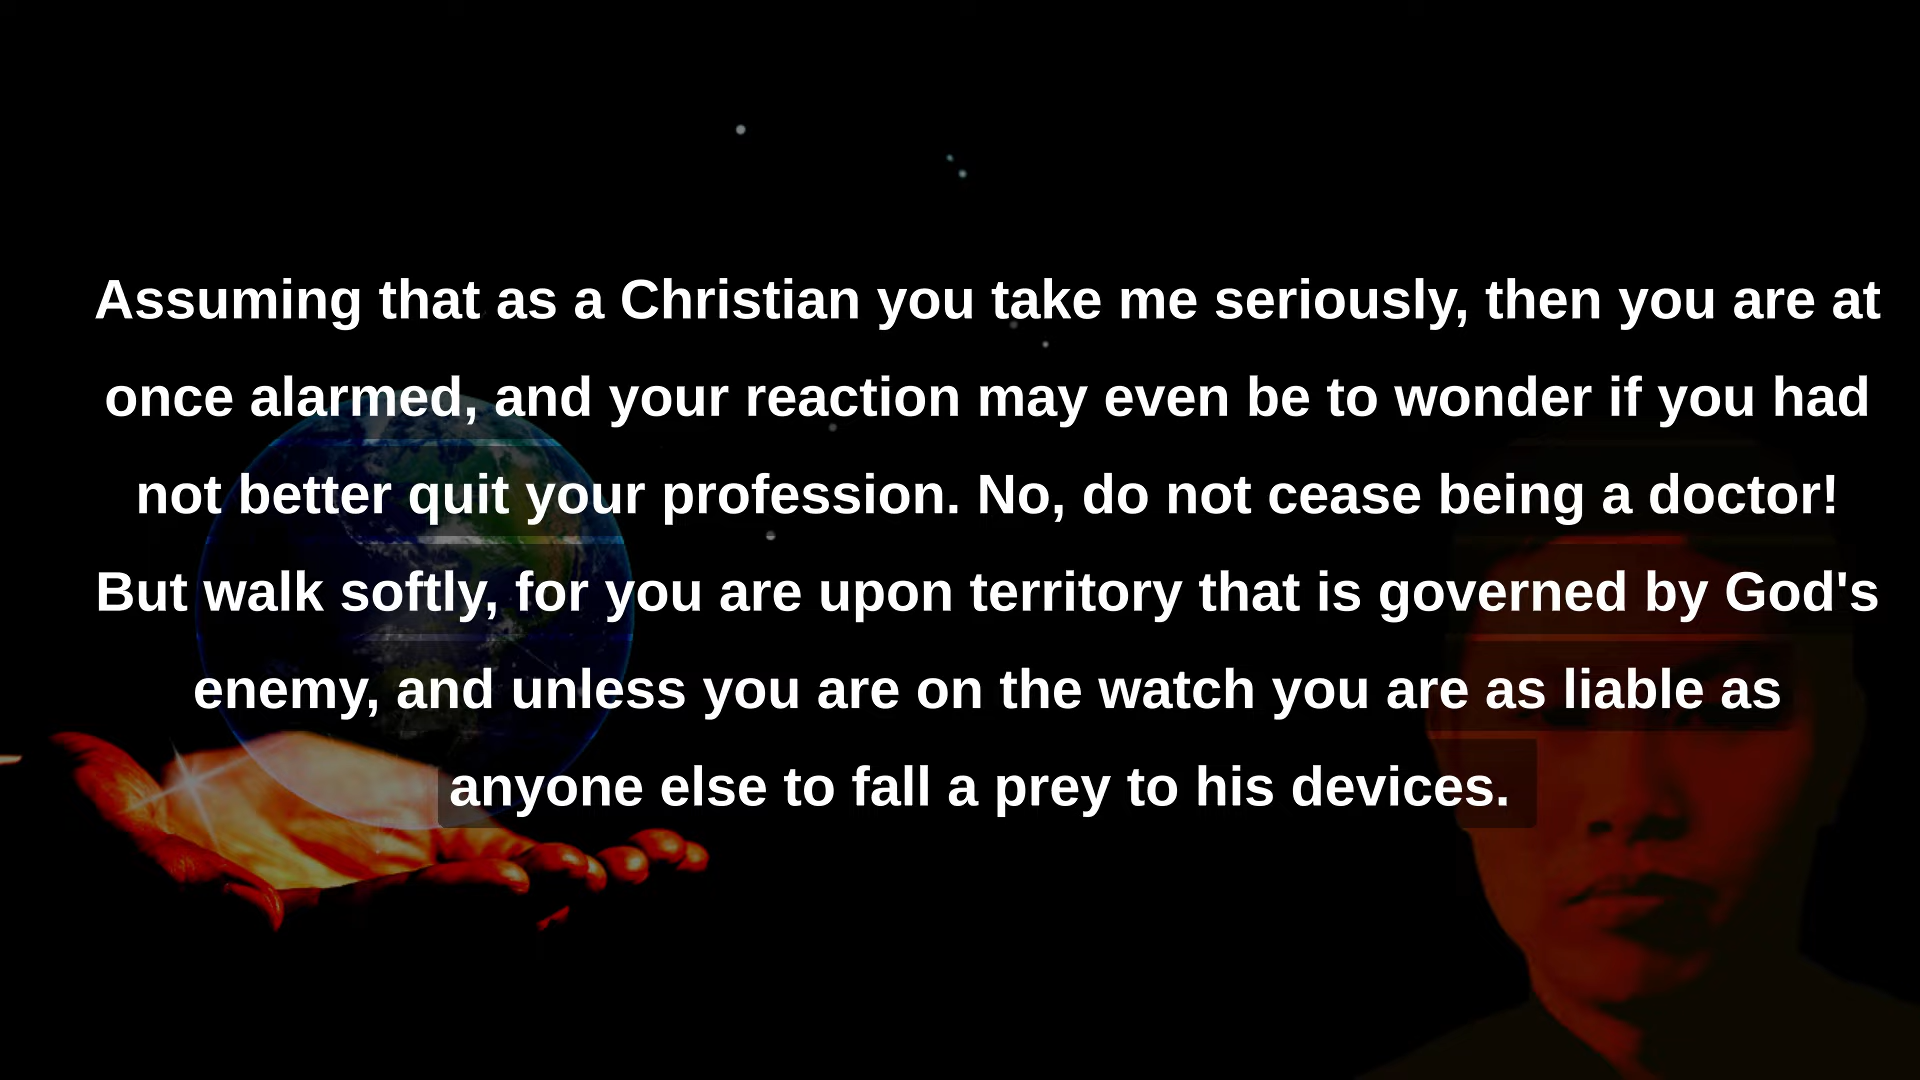 Assuming that as a Christian you take me seriously, then you are at
once alarmed, and your reaction may even be to wonder if you had
not better quit your profession. No, do not cease being a doctor!
But walk softly, for you are upon territory that is governed by God's
enemy, and unless you are on the watch you are as liable as
anyone else to fall a prey to his devices.